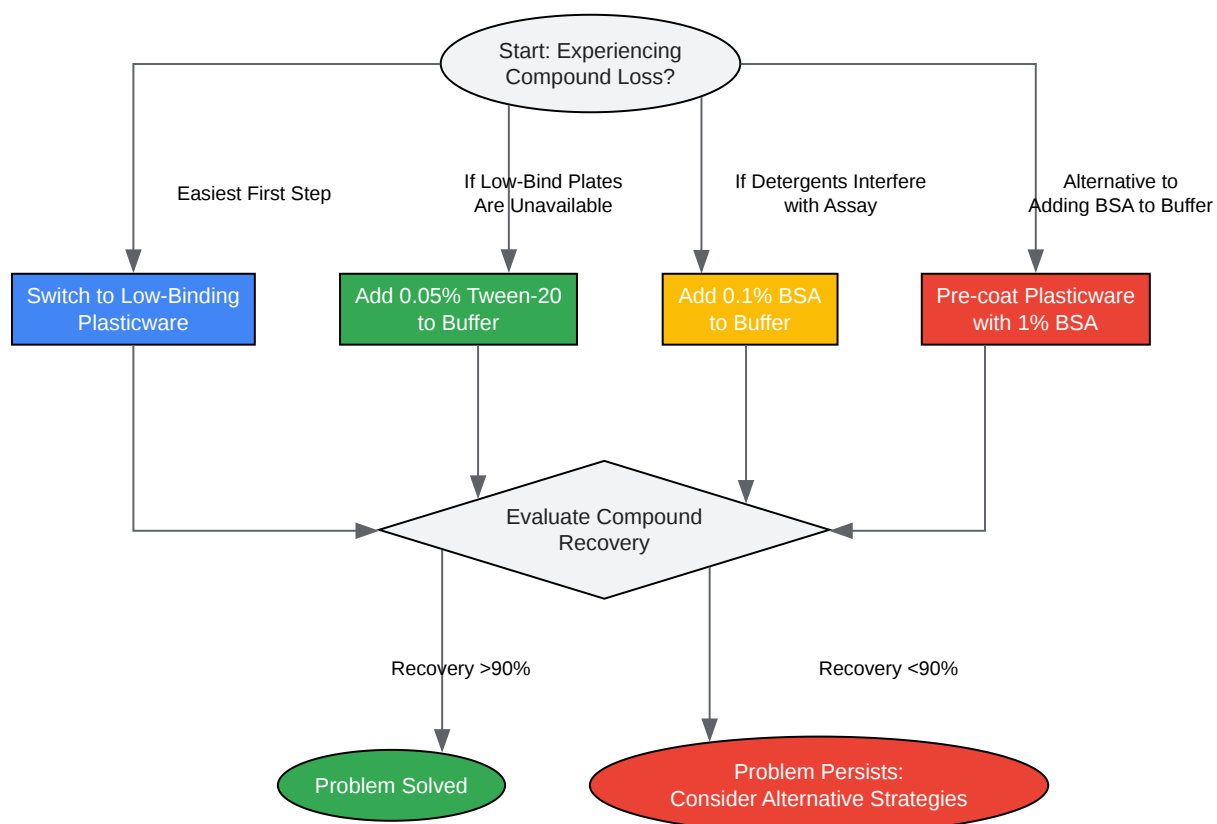 Start: Experiencing
Compound Loss?
Easiest First Step
If Low-Bind Plates
Are Unavailable
If Detergents Interfere
with Assay
Alternative to
Adding BSA to Buffer
Switch to Low-Binding
Plasticware
Add 0.05% Tween-20
to Buffer
Add 0.1% BSA
to Buffer
Pre-coat Plasticware
with 1% BSA
Evaluate Compound
Recovery
Recovery >90%
Recovery <90%
Problem Solved
Problem Persists:
Consider Alternative Strategies